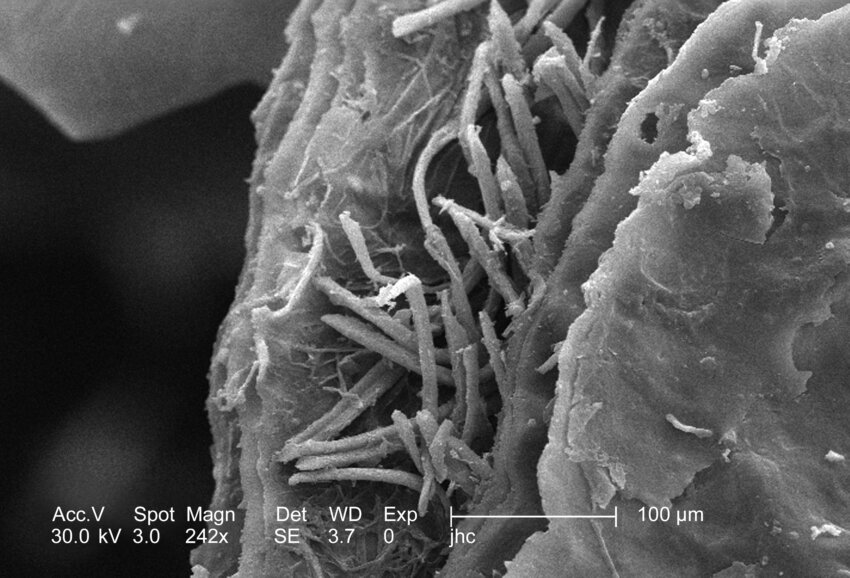 Acc.V Spot Magn Det WD Exp 100 µm
30.0 kV 3.0 242x SE 3.7 0 jhc